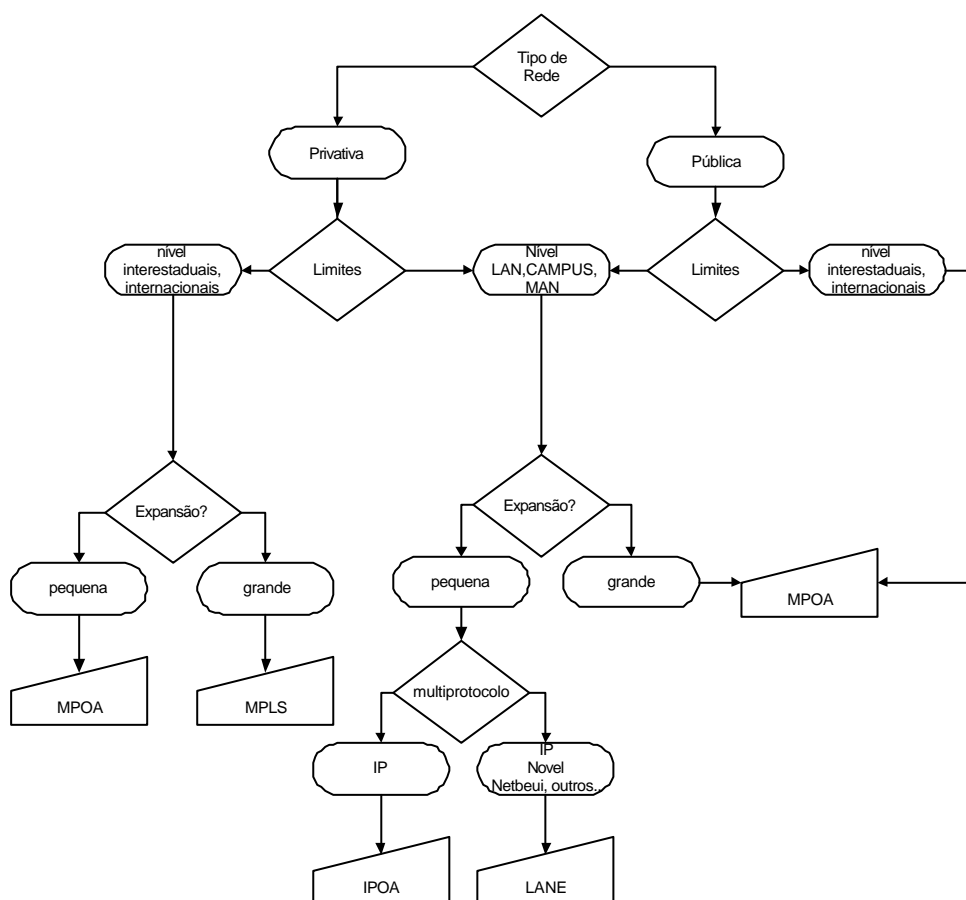 Tipo de
Rede
Privativa
Pública
nível
interestaduais,
internacionais
Limites
Nível
LAN,CAMPUS,
MAN
Limites
nível
interestaduais,
internacionais
Expansão?
Expansão?
pequena
grande
pequena
grande
MPOA
MPOA
MPLS
multiprotocolo
IP
IP
Novel
Netbeui, outros..
IPOA
LANE